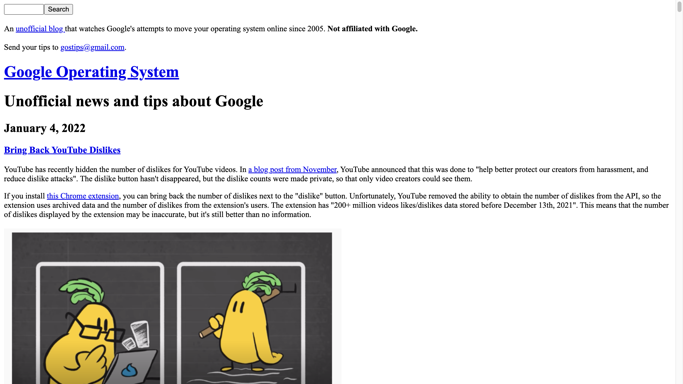 Search
An unofficial blog that watches Google's attempts to move your operating system online since 2005. Not affiliated with Google.
Send your tips to gostips@gmail.com.
Google Operating System
Unofficial news and tips about Google
January 4, 2022
Bring Back YouTube Dislikes
YouTube has recently hidden the number of dislikes for YouTube videos. In a blog post from November, YouTube announced that this was done to "help better protect our creators from harassment, and
reduce dislike attacks". The dislike button hasn't disappeared, but the dislike counts were made private, so that only video creators could see them.
If you install this Chrome extension, you can bring back the number of dislikes next to the "dislike" button. Unfortunately, YouTube removed the ability to obtain the number of dislikes from the API, so the
extension uses archived data and the number of dislikes from the extension's users. The extension has "200+ million videos likes/dislikes data stored before December 13th, 2021". This means that the number
of dislikes displayed by the extension may be inaccurate, but it's still better than no information.